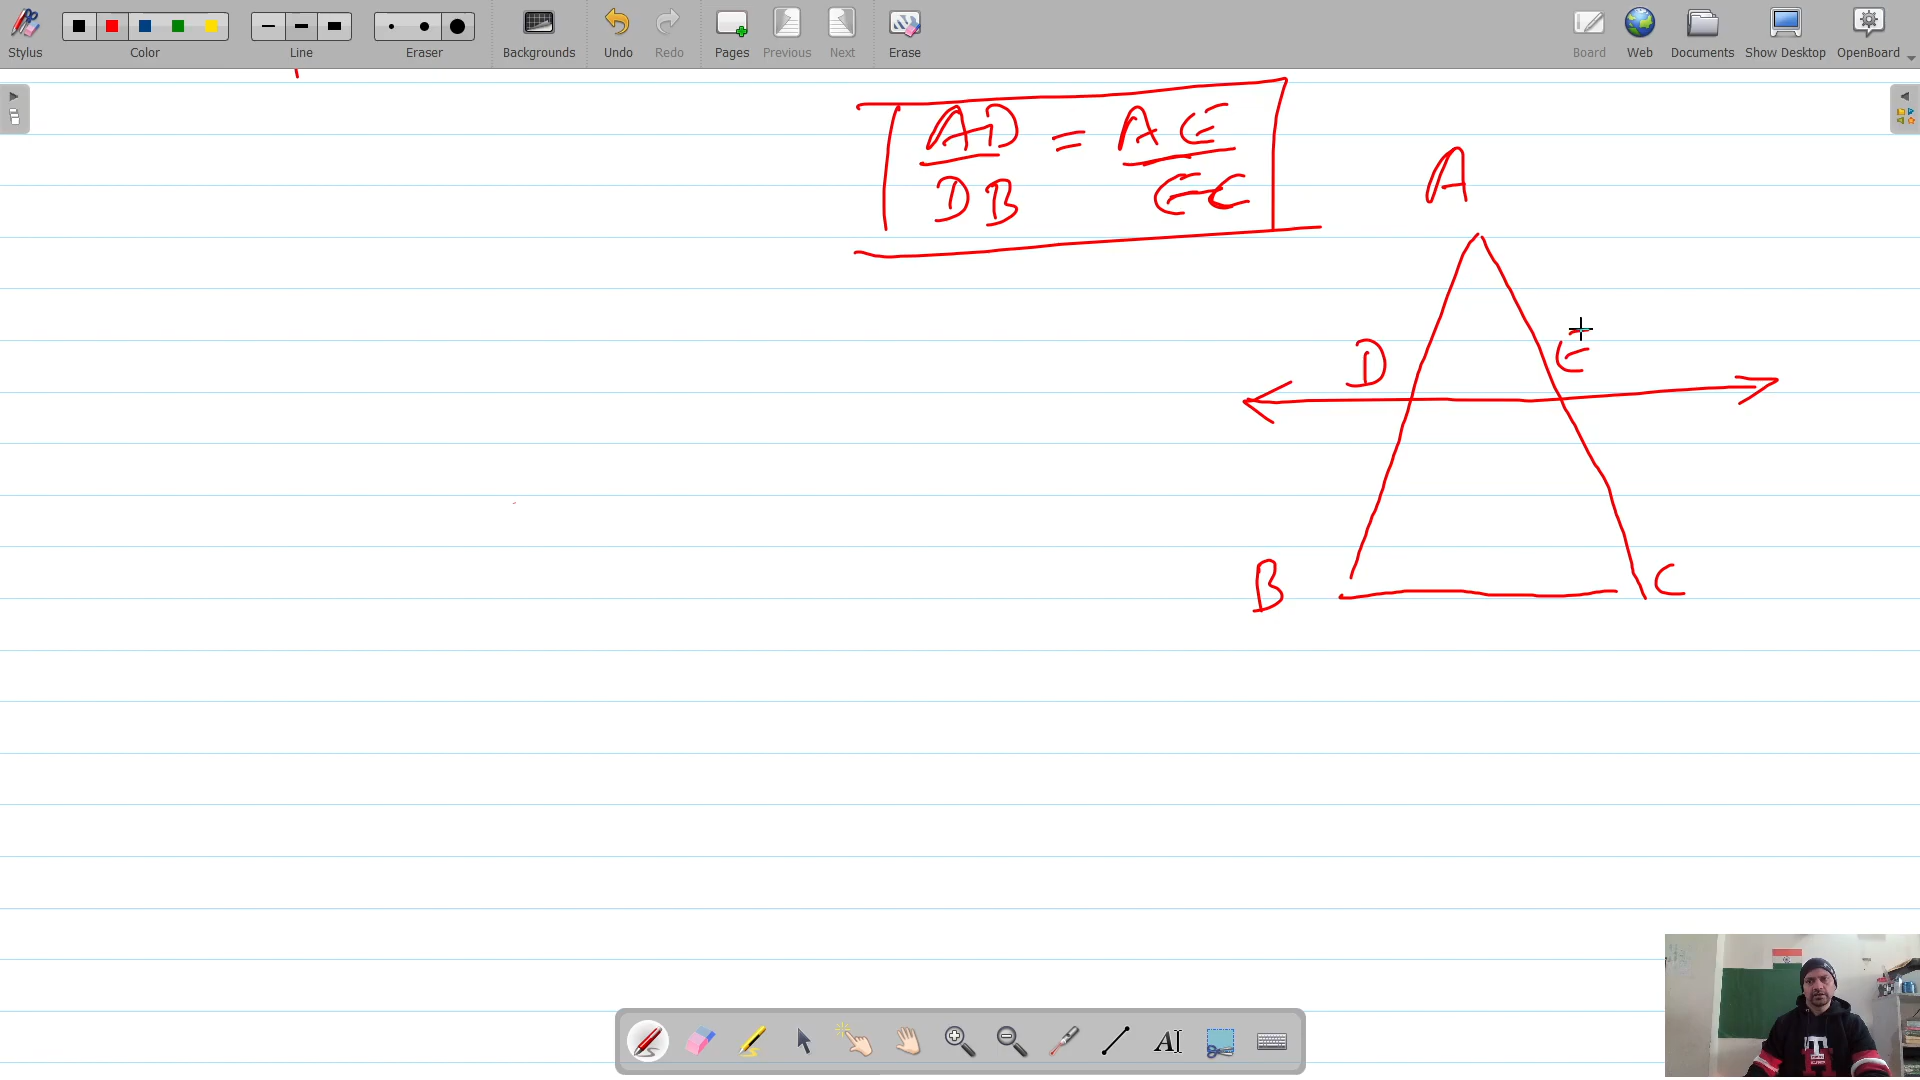 Stylus Color Line Eraser Backgrounds Undo Redo Pages Previous Next Erase Board Web Documents Show Desktop OpenBoard
AD = AE
DB EC
A
D E
B C